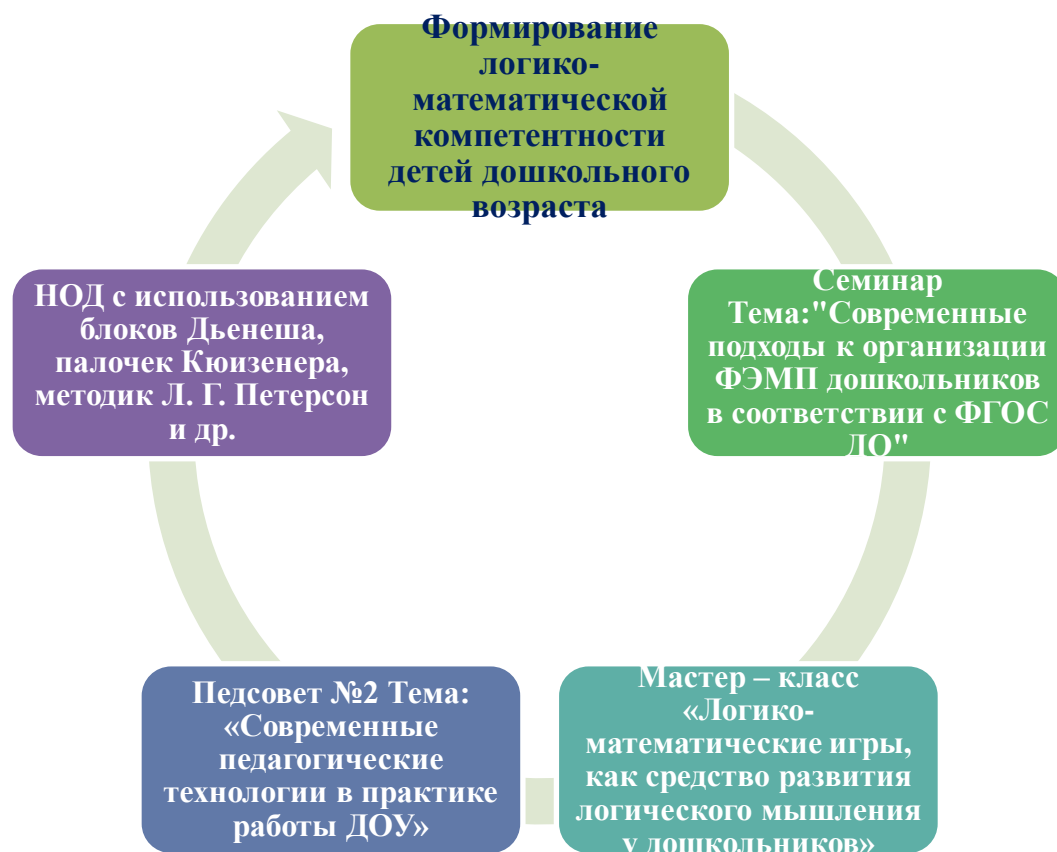 Формирование
логико-
математической
компетентности
детей дошкольного
возраста
Семинар
Тема:"Современные
подходы к организации
ФЭМП дошкольников
в соответствии с ФГОС
ДО"
Мастер – класс
«Логико-
математические игры,
как средство развития
логического мышления
у дошкольников»
Педсовет №2 Тема:
«Современные
педагогические
технологии в практике
работы ДОУ»
НОД с использованием
блоков Дьенеша,
палочек Кюизенера,
методик Л. Г. Петерсон
и др.